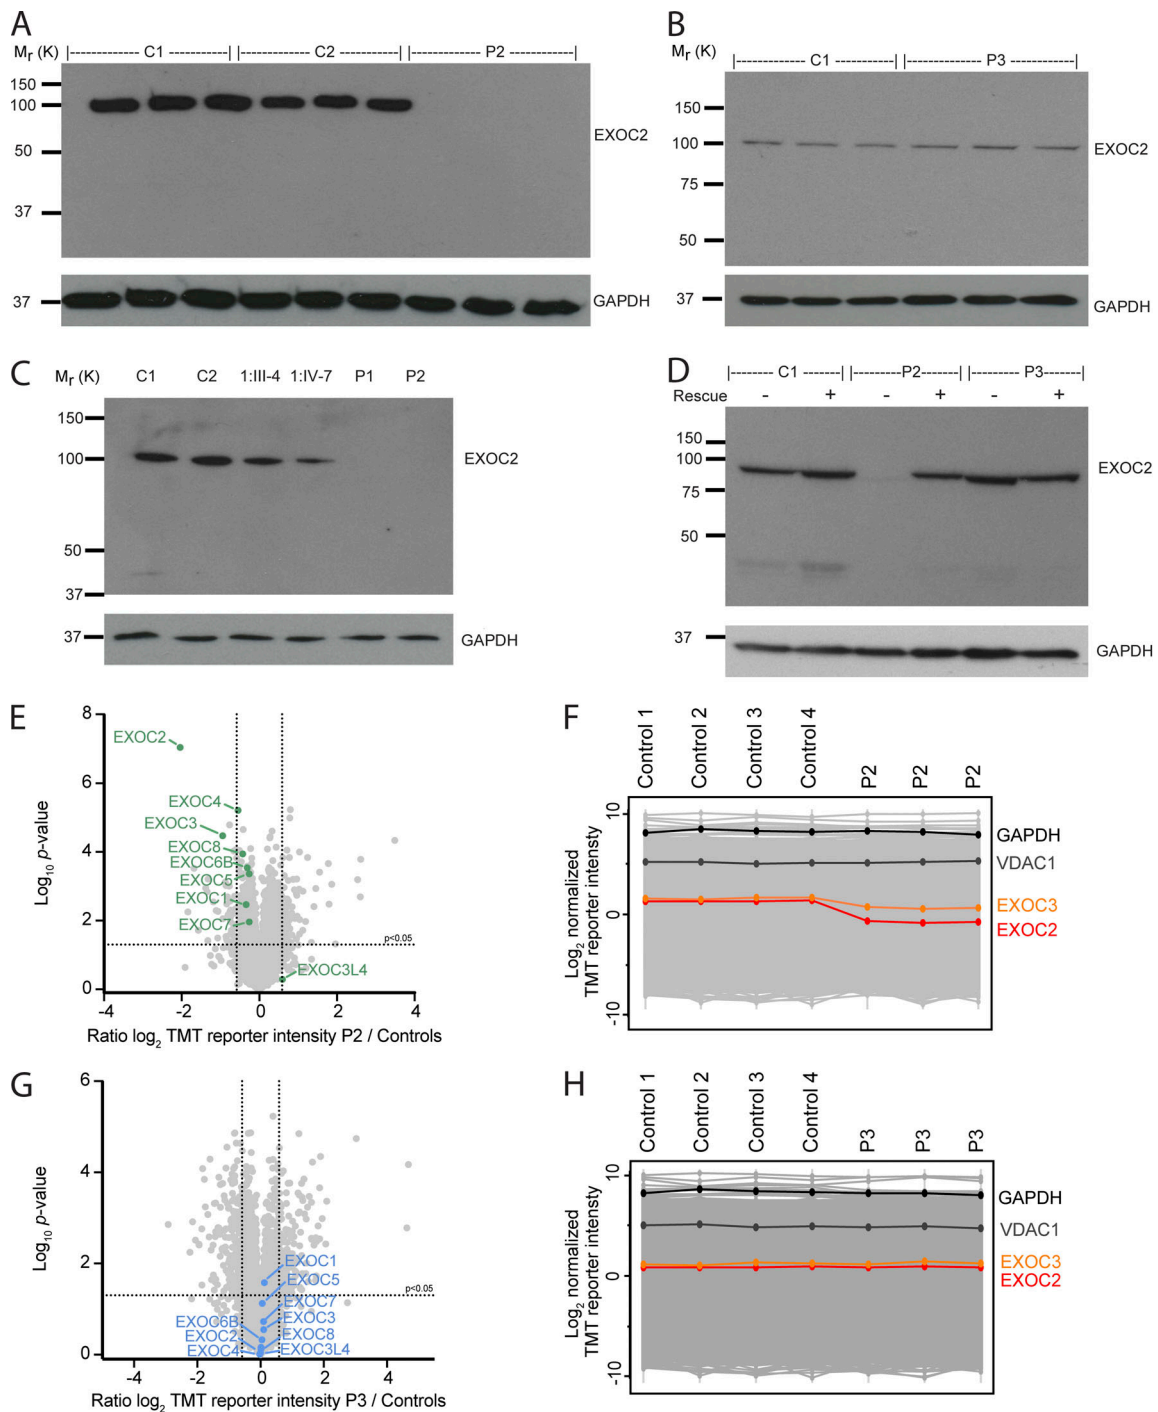 A
Mr (K) |-------------- C1 ------------| |-------------- C2 --------------| |-------------- P2 --------------|
150
100
50
37
EXOC2
37
GAPDH
B
Mr (K)
|-------------- C1 --------------| |---------------- P3 --------------|
150
100
75
50
EXOC2
37
GAPDH
C
Mr (K) C1 C2 1:III-4 1:IV-7 P1 P2
150
100
50
37
EXOC2
37
GAPDH
D
|--------- C1 -------| |---------P2-------| |---------P3-------|
Rescue - + - + - +
150
100
75
50
EXOC2
37
GAPDH
E
8
6
4
2
0
Log10 p-value
EXOC2
EXOC4
EXOC3
EXOC8
EXOC6B
EXOC5
EXOC1
EXOC7
p<0.05
EXOC3L4
-4 -2 0 2 4
Ratio log2 TMT reporter intensity P2 / Controls
F
Control 1 Control 2 Control 3 Control 4 P2 P2 P2
10
0
-10
Log2 normalized
TMT reporter intensty
GAPDH
VDAC1
EXOC3
EXOC2
G
6
4
2
0
Log10 p-value
EXOC1
EXOC5
p<0.05
EXOC7
EXOC6B
EXOC3
EXOC2
EXOC8
EXOC4
EXOC3L4
-4 -2 0 2 4
Ratio log2 TMT reporter intensity P3 / Controls
H
Control 1 Control 2 Control 3 Control 4 P3 P3 P3
10
0
-10
Log2 normalized
TMT reporter intensty
GAPDH
VDAC1
EXOC3
EXOC2